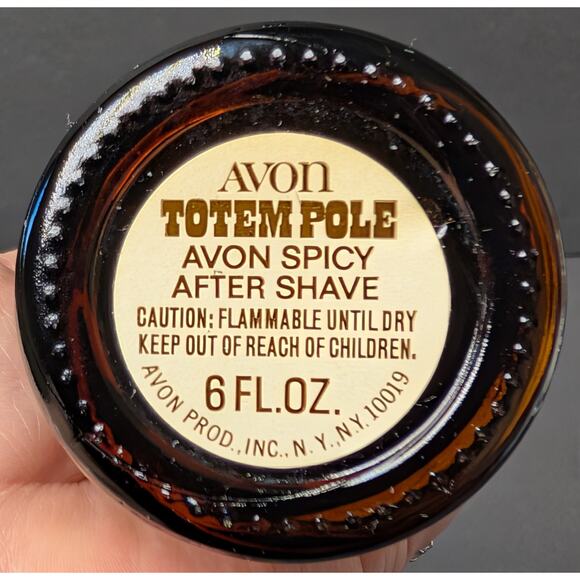 AVON
TOTEM POLE
AVON SPICY
AFTER SHAVE
CAUTION: FLAMMABLE UNTIL DRY
KEEP OUT OF REACH OF CHILDREN.
6 FL.OZ.
AVON PROD., INC., N.Y., N.Y. 10019